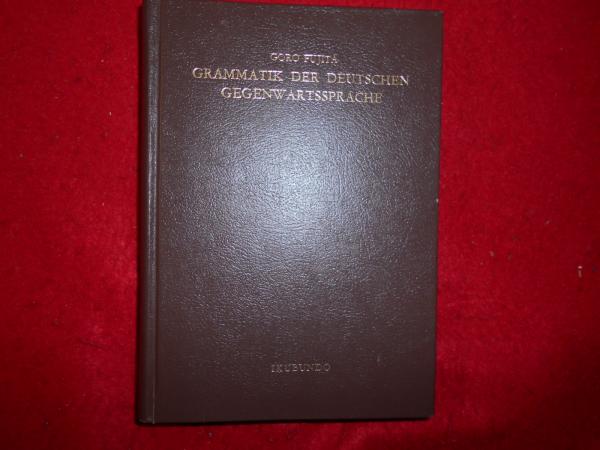 GORO FUJITA
GRAMMATIK DER DEUTSCHEN
GEGENWARTSSPRACHE
IKUBUNDO